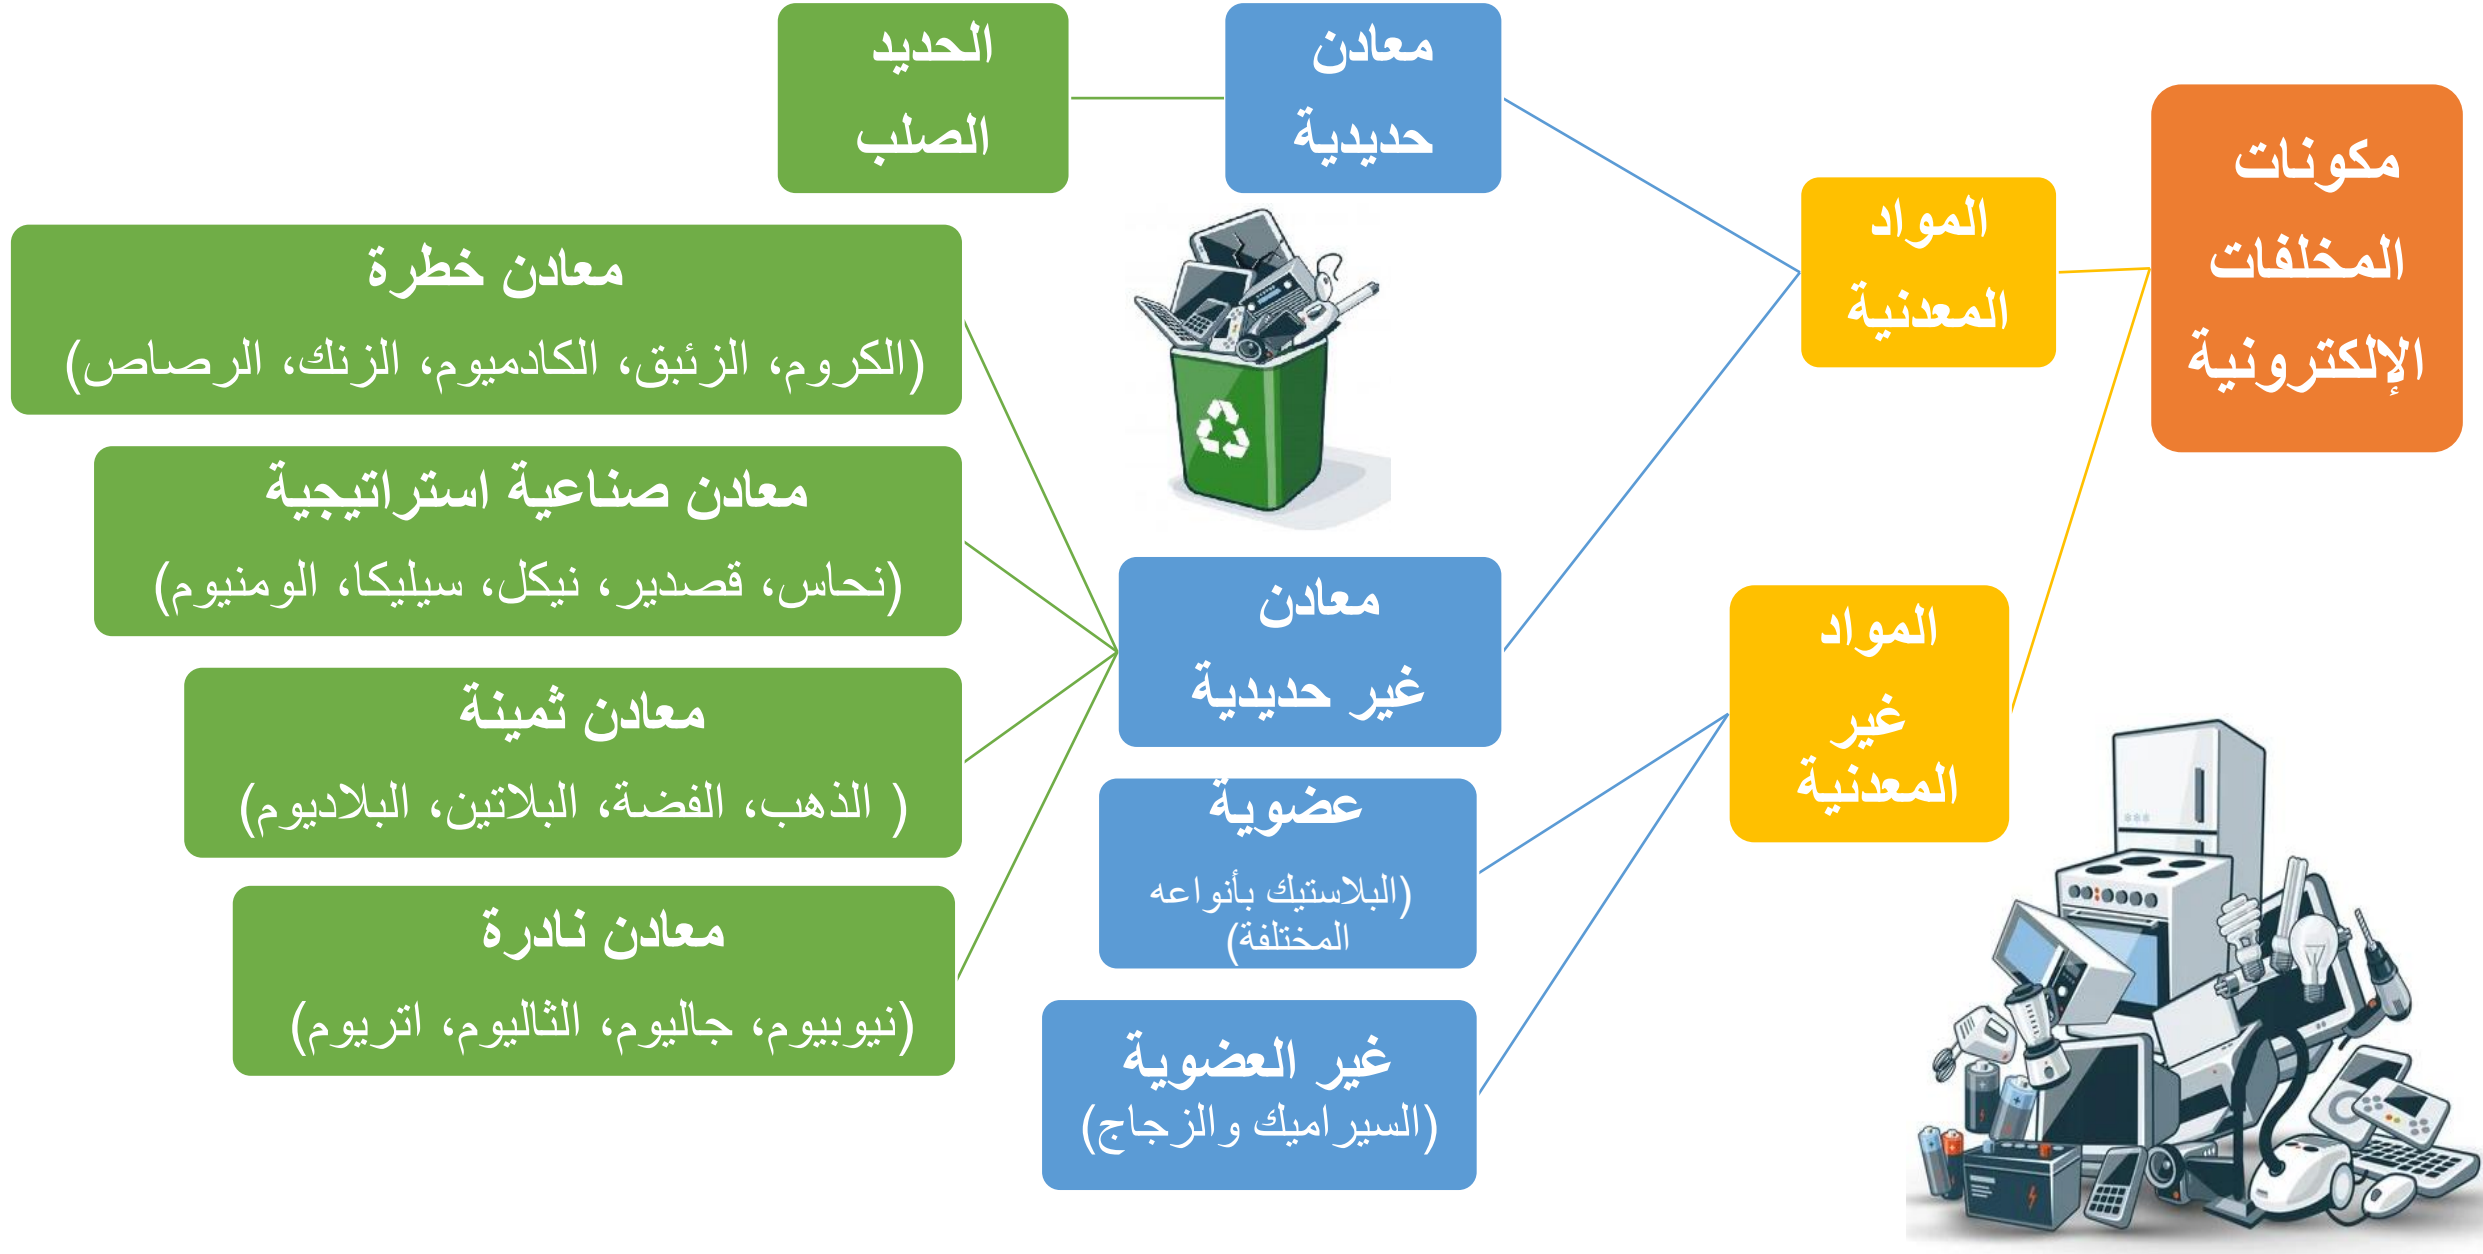 مكونات
المخلفات
الإلكترونية
المواد
المعدنية
معادن
حديدية
الحديد
الصلب
معادن
غير حديدية
معادن خطرة
(الكروم، الزئبق، الكادميوم، الزنك، الرصاص)
معادن صناعية استراتيجية
(نحاس، قصدير، نيكل، سيليكا، الومنيوم)
معادن ثمينة
( الذهب، الفضة، البلاتين، البلاديوم)
معادن نادرة
(نيوبيوم، جاليوم، الثاليوم، اتريوم)
المواد
غير
المعدنية
عضوية
(البلاستيك بأنواعه
المختلفة)
غير العضوية
(السيراميك والزجاج)